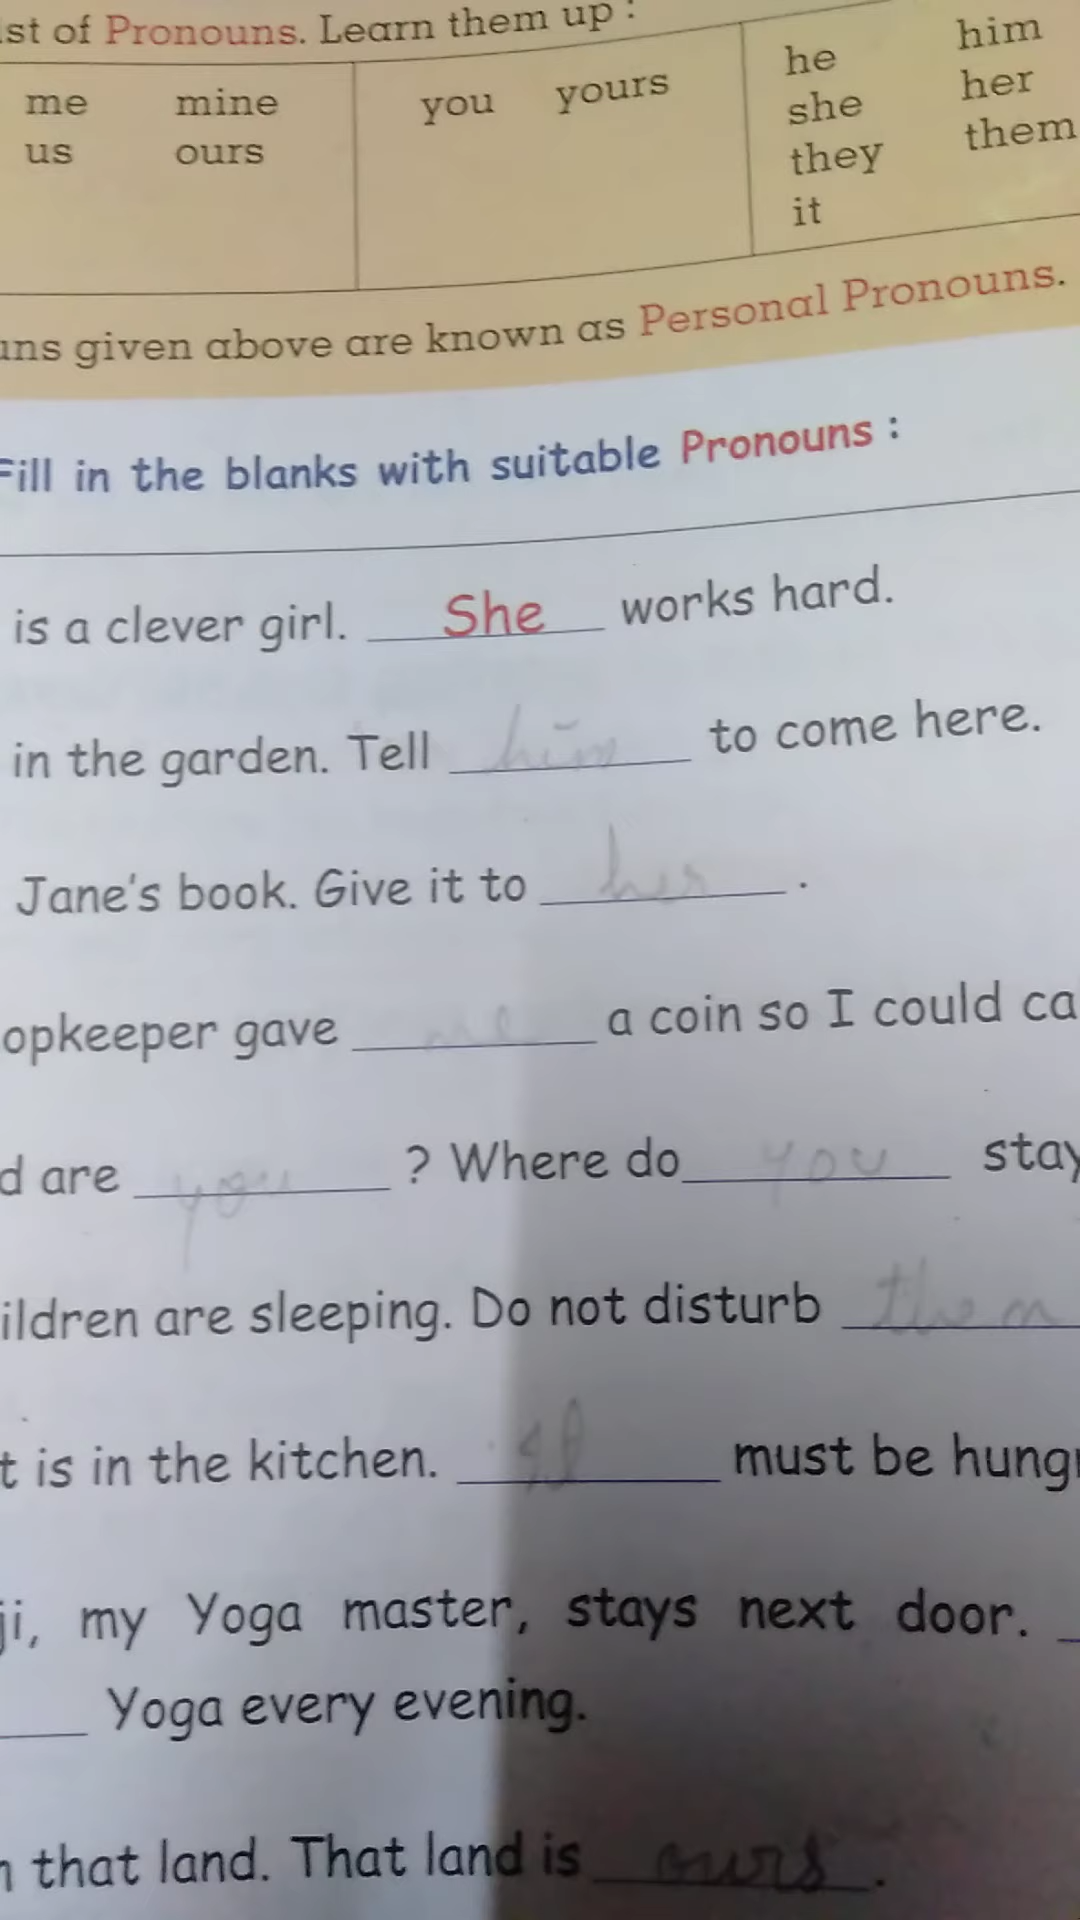 st of Pronouns. Learn them up :
me mine you yours he him
us ours she her
they them
it
ns given above are known as Personal Pronouns.
Fill in the blanks with suitable Pronouns :
is a clever girl. She works hard.
in the garden. Tell him to come here.
Jane's book. Give it to her.
opkeeper gave me a coin so I could ca
d are you ? Where do you stay
ildren are sleeping. Do not disturb them
t is in the kitchen. must be hungr
ji, my Yoga master, stays next door.
Yoga every evening.
that land. That land is ours.